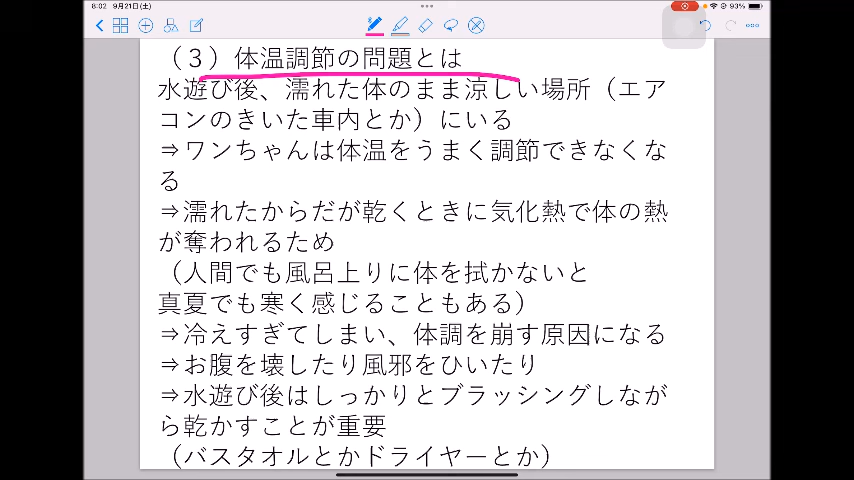 8:02 9月21日(土)
93%
（３）体温調節の問題とは
水遊び後、濡れた体のまま涼しい場所（エア
コンのきいた車内とか）にいる
⇒ワンちゃんは体温をうまく調節できなくな
る
⇒濡れたからだが乾くときに気化熱で体の熱
が奪われるため
（人間でも風呂上りに体を拭かないと
真夏でも寒く感じることもある）
⇒冷えすぎてしまい、体調を崩す原因になる
⇒お腹を壊したり風邪をひいたり
⇒水遊び後はしっかりとブラッシングしなが
ら乾かすことが重要
（バスタオルとかドライヤーとか）